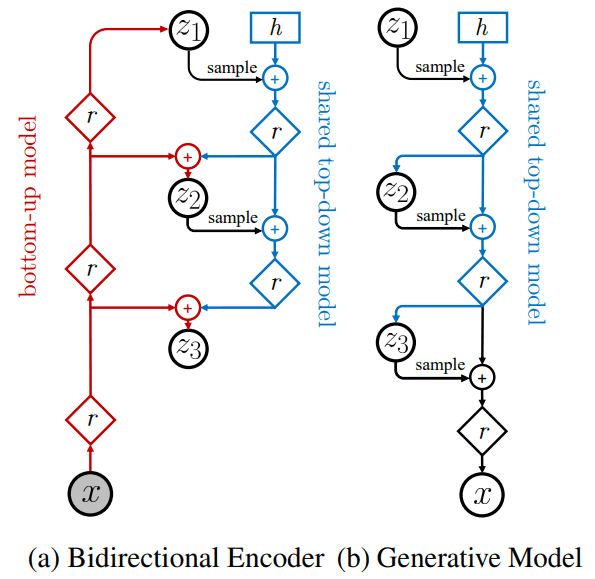 z₁
h
sample
+
r
r
+
z₂
sample
+
r
r
+
z₃
r
x
bottom-up model
shared top-down model
z₁
h
sample
+
r
z₂
sample
+
r
z₃
sample
+
r
x
shared top-down model
(a) Bidirectional Encoder (b) Generative Model